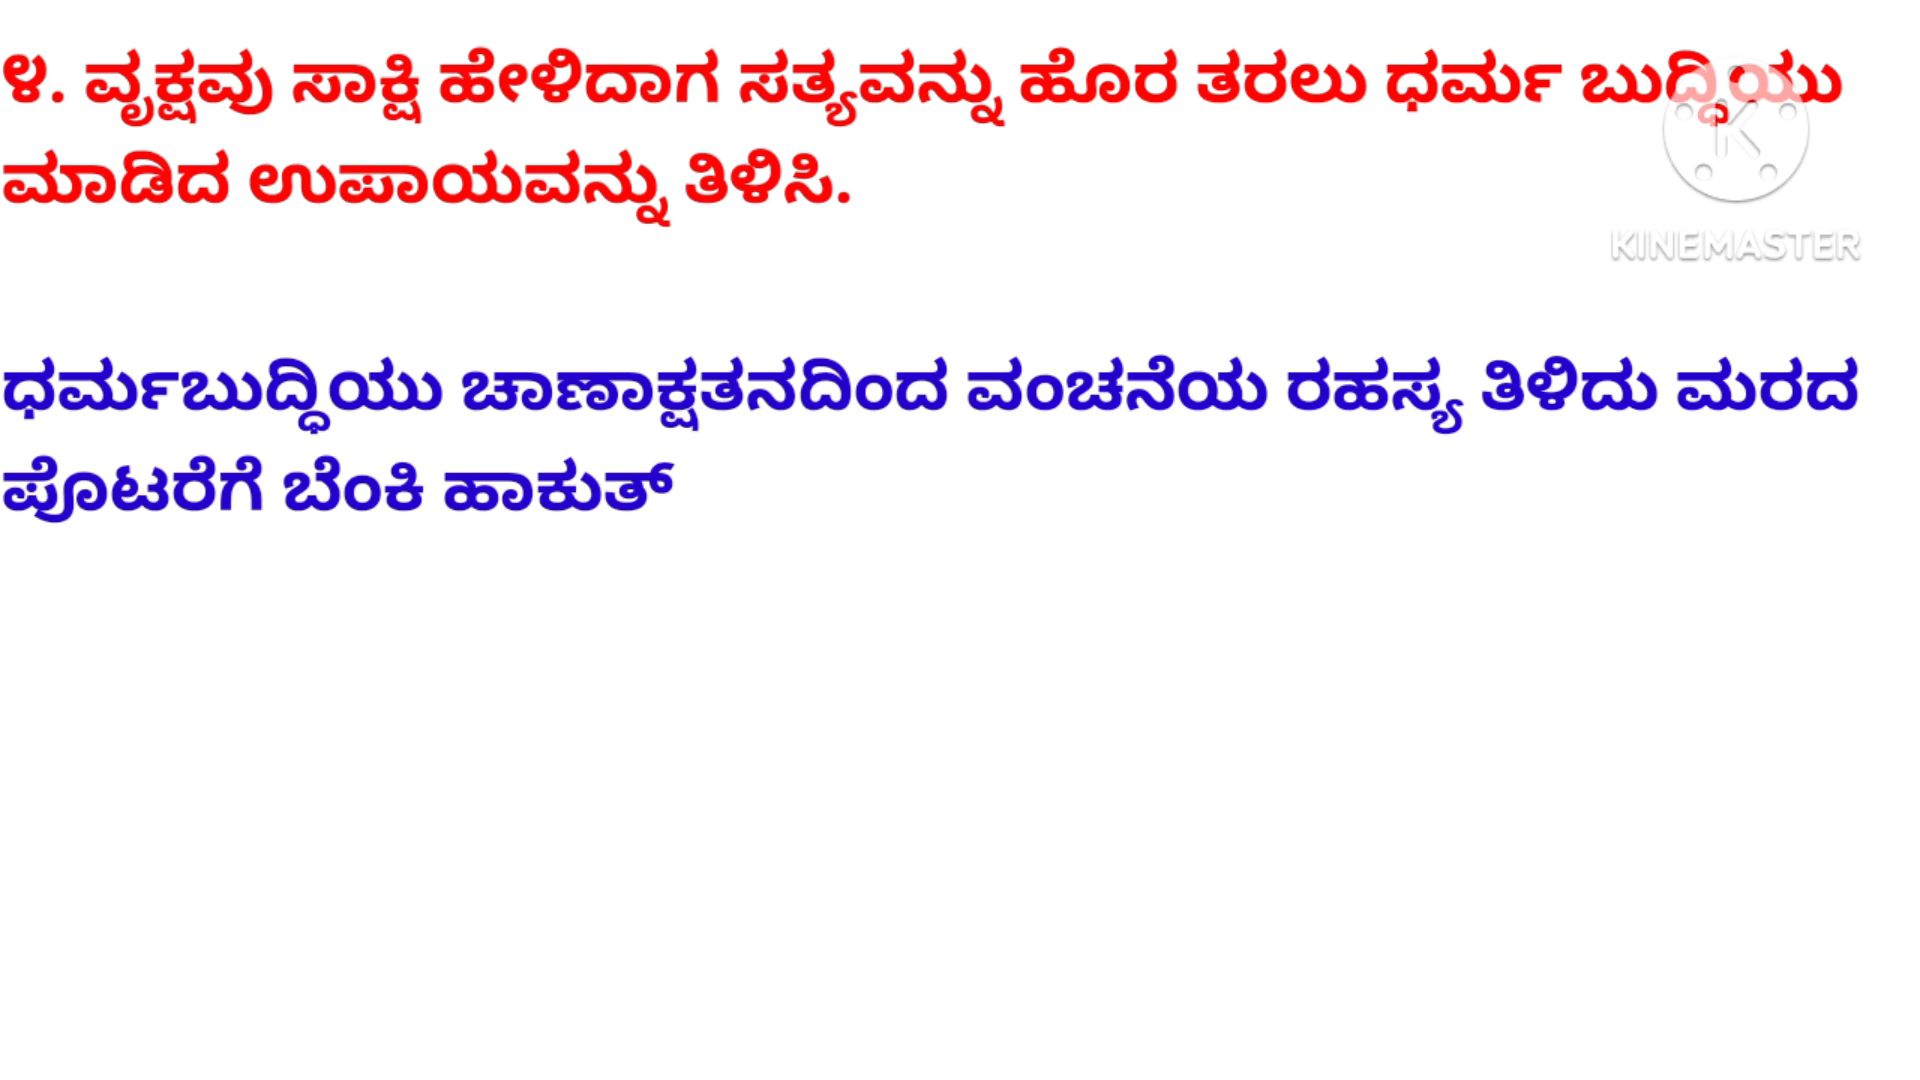 ೪. ವೃಕ್ಷವು ಸಾಕ್ಷಿ ಹೇಳಿದಾಗ ಸತ್ಯವನ್ನು ಹೊರ ತರಲು ಧರ್ಮ ಬುದ್ಧಿಯು
ಮಾಡಿದ ಉಪಾಯವನ್ನು ತಿಳಿಸಿ.
KINEMASTER
ಧರ್ಮಬುದ್ಧಿಯು ಚಾಣಾಕ್ಷತನದಿಂದ ವಂಚನೆಯ ರಹಸ್ಯ ತಿಳಿದು ಮರದ
ಪೊಟರೆಗೆ ಬೆಂಕಿ ಹಾಕುತ್